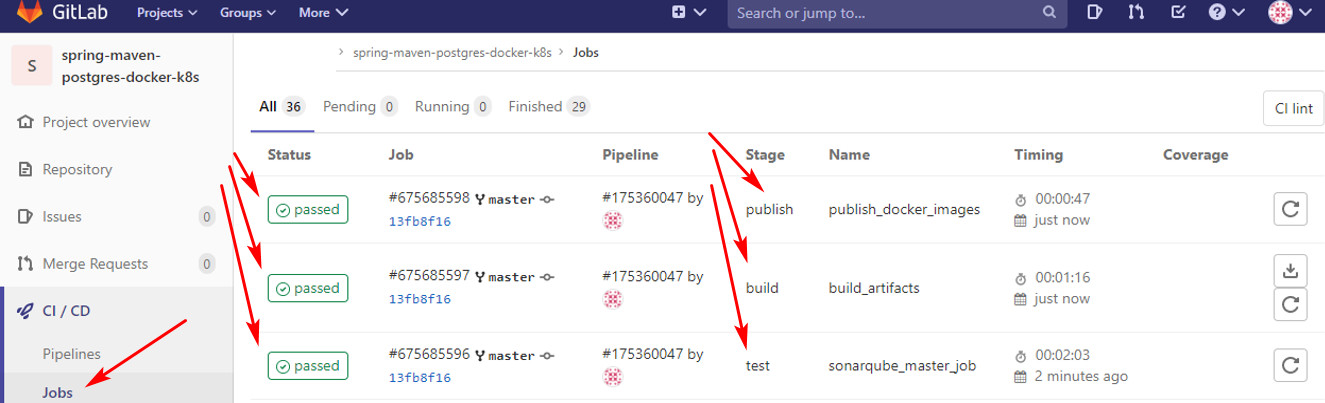 GitLab Projects Groups More Search or jump to...
S spring-maven-postgres-docker-k8s
Project overview
Repository
Issues 0
Merge Requests 0
CI / CD
Pipelines
Jobs
› spring-maven-postgres-docker-k8s › Jobs
All 36 Pending 0 Running 0 Finished 29 CI lint
Status Job Pipeline Stage Name Timing Coverage
passed #675685598 master #175360047 by publish publish_docker_images 00:00:47
13fb8f16 just now
passed #675685597 master #175360047 by build build_artifacts 00:01:16
13fb8f16 just now
passed #675685596 master #175360047 by test sonarqube_master_job 00:02:03
13fb8f16 2 minutes ago